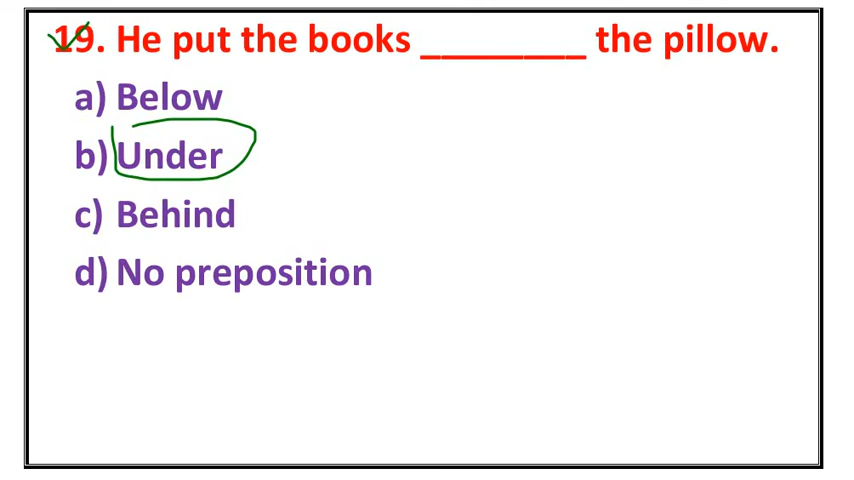 19. He put the books ________ the pillow.
a) Below
b) Under
c) Behind
d) No preposition